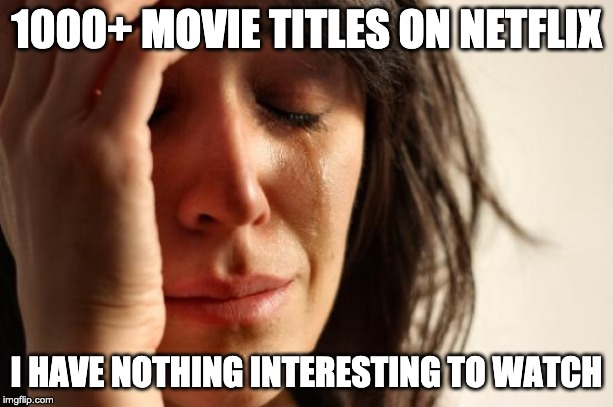 1000+ MOVIE TITLES ON NETFLIX
I HAVE NOTHING INTERESTING TO WATCH
imgflip.com